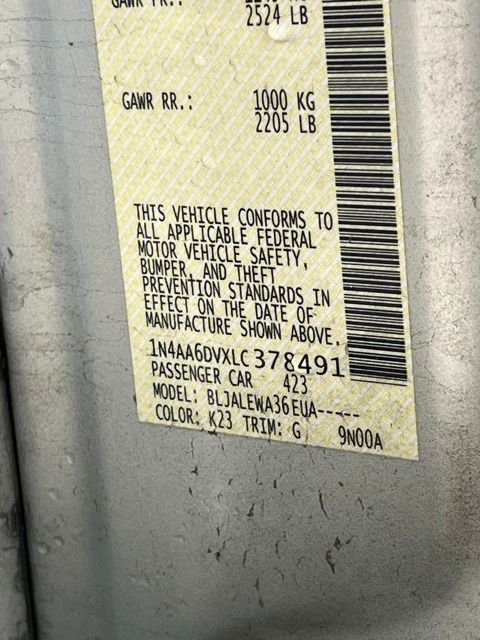 GAWR FR.:
2524 LB
GAWR RR.: 1000 KG
2205 LB
THIS VEHICLE CONFORMS TO
ALL APPLICABLE FEDERAL
MOTOR VEHICLE SAFETY,
BUMPER, AND THEFT
PREVENTION STANDARDS IN
EFFECT ON THE DATE OF
MANUFACTURE SHOWN ABOVE.
1N4AA6DVXLC378491
PASSENGER CAR 423
MODEL: BLJALEWA36EUA-----
COLOR: K23 TRIM: G 9N00A